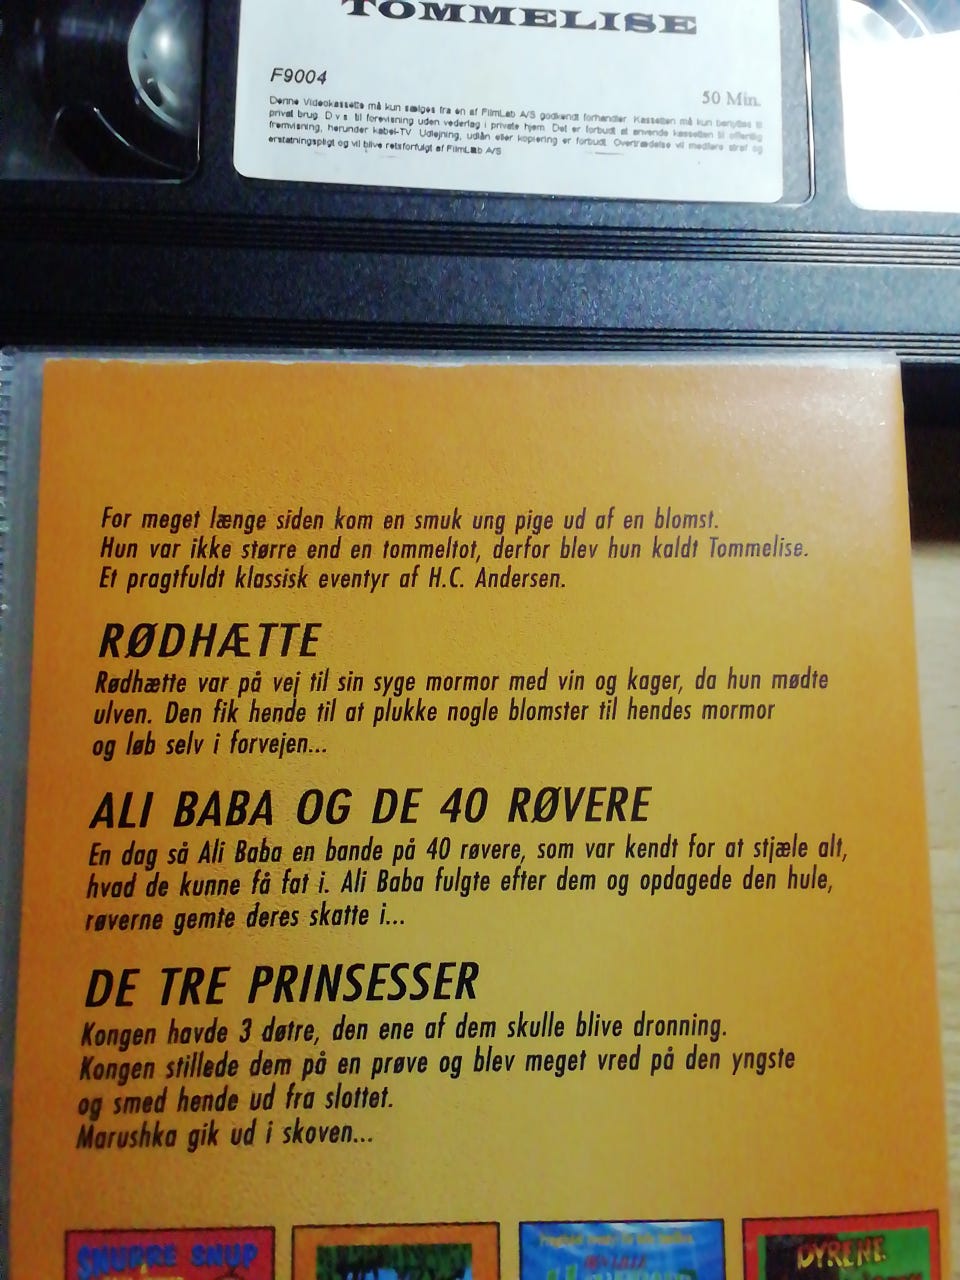 TOMMELISE
F9004
50 Min.
Denne Videokassette må kun sælges fra en af FilmLab A/S godkendt forhandler. Kassetten må kun benyttes til
privat brug. D.v.s. til forevisning uden vederlag i private hjem. Det er forbudt at anvende kassetten til offentlig
fremvisning, herunder kabel-TV. Udlejning, udlån eller kopiering er forbudt. Overtrædelse vil medføre straf og
erstatningspligt og vil blive retsforfulgt af FilmLab A/S
For meget længe siden kom en smuk ung pige ud af en blomst.
Hun var ikke større end en tommeltot, derfor blev hun kaldt Tommelise.
Et pragtfuldt klassisk eventyr af H.C. Andersen.
RØDHÆTTE
Rødhætte var på vej til sin syge mormor med vin og kager, da hun mødte
ulven. Den fik hende til at plukke nogle blomster til hendes mormor
og løb selv i forvejen...
ALI BABA OG DE 40 RØVERE
En dag så Ali Baba en bande på 40 røvere, som var kendt for at stjæle alt,
hvad de kunne få fat i. Ali Baba fulgte efter dem og opdagede den hule,
røverne gemte deres skatte i...
DE TRE PRINSESSER
Kongen havde 3 døtre, den ene af dem skulle blive dronning.
Kongen stillede dem på en prøve og blev meget vred på den yngste
og smed hende ud fra slottet.
Marushka gik ud i skoven...
SNURRE SNUP
DYRENE